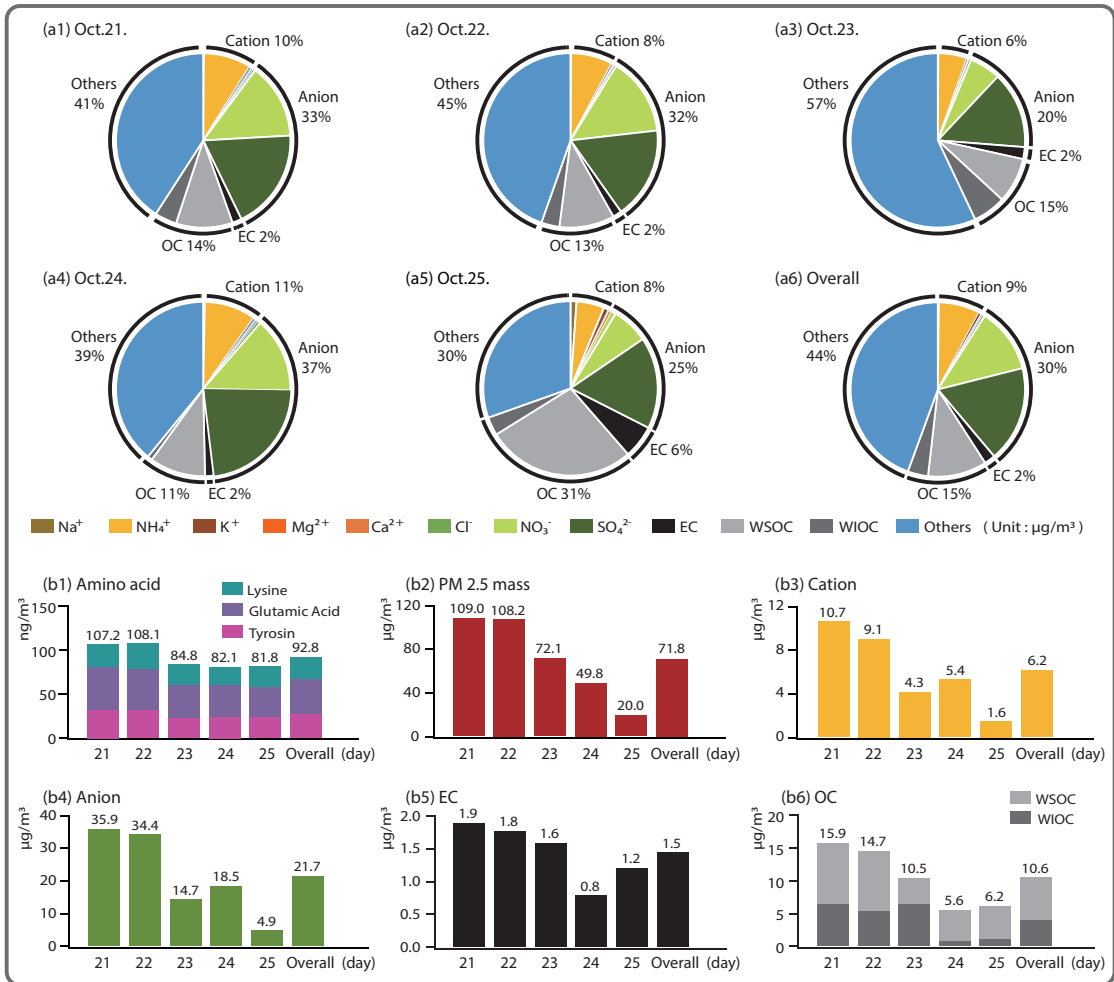 (a1) Oct.21.
Cation 10%
Others
41%
Anion
33%
OC 14%
EC 2%
(a2) Oct.22.
Cation 8%
Others
45%
Anion
32%
EC 2%
OC 13%
(a3) Oct.23.
Cation 6%
Others
57%
Anion
20%
EC 2%
OC 15%
(a4) Oct.24.
Cation 11%
Others
39%
Anion
37%
OC 11%
EC 2%
(a5) Oct.25.
Cation 8%
Others
30%
Anion
25%
EC 6%
OC 31%
(a6) Overall
Cation 9%
Others
44%
Anion
30%
EC 2%
OC 15%
Na⁺ NH₄⁺ K⁺ Mg²⁺ Ca²⁺ Cl⁻ NO₃⁻ SO₄²⁻ EC WSOC WIOC Others ( Unit : μg/m³ )
(b1) Amino acid
ng/m³
150
100
50
0
Lysine
Glutamic Acid
Tyrosin
107.2 108.1 84.8 82.1 81.8 92.8
21 22 23 24 25 Overall (day)
(b2) PM 2.5 mass
μg/m³
120
80
40
0
109.0 108.2 72.1 49.8 20.0 71.8
21 22 23 24 25 Overall (day)
(b3) Cation
μg/m³
12
8
4
0
10.7 9.1 4.3 5.4 1.6 6.2
21 22 23 24 25 Overall (day)
(b4) Anion
μg/m³
40
30
20
10
0
35.9 34.4 14.7 18.5 4.9 21.7
21 22 23 24 25 Overall (day)
(b5) EC
μg/m³
2.0
1.5
1.0
0.5
0.0
1.9 1.8 1.6 0.8 1.2 1.5
21 22 23 24 25 Overall (day)
(b6) OC
μg/m³
20
15
10
5
0
WSOC
WIOC
15.9 14.7 10.5 5.6 6.2 10.6
21 22 23 24 25 Overall (day)